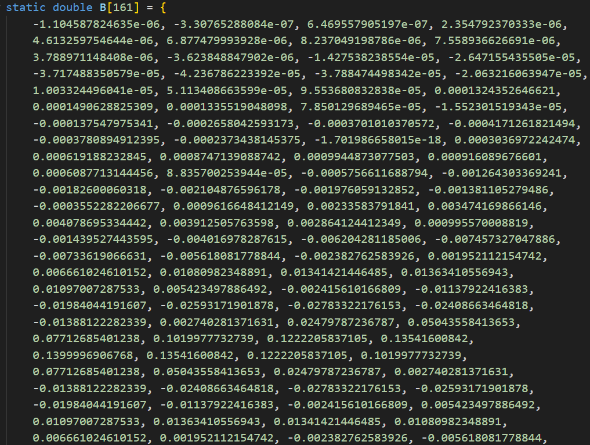 static double B[161] = {
-1.104587824635e-06, -3.30765288084e-07, 6.469557905197e-07, 2.354792370333e-06,
4.613259754644e-06, 6.877479993928e-06, 8.237049198786e-06, 7.558936626691e-06,
3.788971148408e-06, -3.623848847902e-06, -1.427538238554e-05, -2.647155435505e-05,
-3.717488350579e-05, -4.236786223392e-05, -3.788474498342e-05, -2.063216063947e-05,
1.003324496041e-05, 5.113408663599e-05, 9.553680832838e-05, 0.0001324352646621,
0.0001490628825309, 0.0001335519048098, 7.850129689465e-05, -1.552301519343e-05,
-0.000137547975341, -0.0002658042593173, -0.0003701010370572, -0.0004171261821494,
-0.0003780894912395, -0.0002373438145375, -1.701986658015e-18, 0.0003036972242474,
0.000619188232845, 0.0008747139088742, 0.0009944873077503, 0.000916089676601,
0.0006087713144456, 8.835700253944e-05, -0.0005756611688794, -0.001264303369241,
-0.00182600060318, -0.002104876596178, -0.001976059132852, -0.001381105279486,
-0.0003552282206677, 0.0009616648412149, 0.00233583791841, 0.003474169866146,
0.004078695334442, 0.003912505763598, 0.002864124412349, 0.000995570008819,
-0.001439527443595, -0.004016978287615, -0.006204281185006, -0.007457327047886,
-0.00733619066631, -0.005618081778844, -0.002382762583926, 0.001952112154742,
0.006661024610152, 0.01080982348891, 0.01341421446485, 0.01363410556943,
0.01097007287533, 0.005423497886492, -0.002415610166809, -0.01137922416383,
-0.01984044191607, -0.02593171901878, -0.02783322176153, -0.02408663464818,
-0.01388122282339, 0.002740281371631, 0.02479787236787, 0.05043558413653,
0.07712685401238, 0.1019977732739, 0.1222205837105, 0.13541600842,
0.1399996906768, 0.13541600842, 0.1222205837105, 0.1019977732739,
0.07712685401238, 0.05043558413653, 0.02479787236787, 0.002740281371631,
-0.01388122282339, -0.02408663464818, -0.02783322176153, -0.02593171901878,
-0.01984044191607, -0.01137922416383, -0.002415610166809, 0.005423497886492,
0.01097007287533, 0.01363410556943, 0.01341421446485, 0.01080982348891,
0.006661024610152, 0.001952112154742, -0.002382762583926, -0.005618081778844,